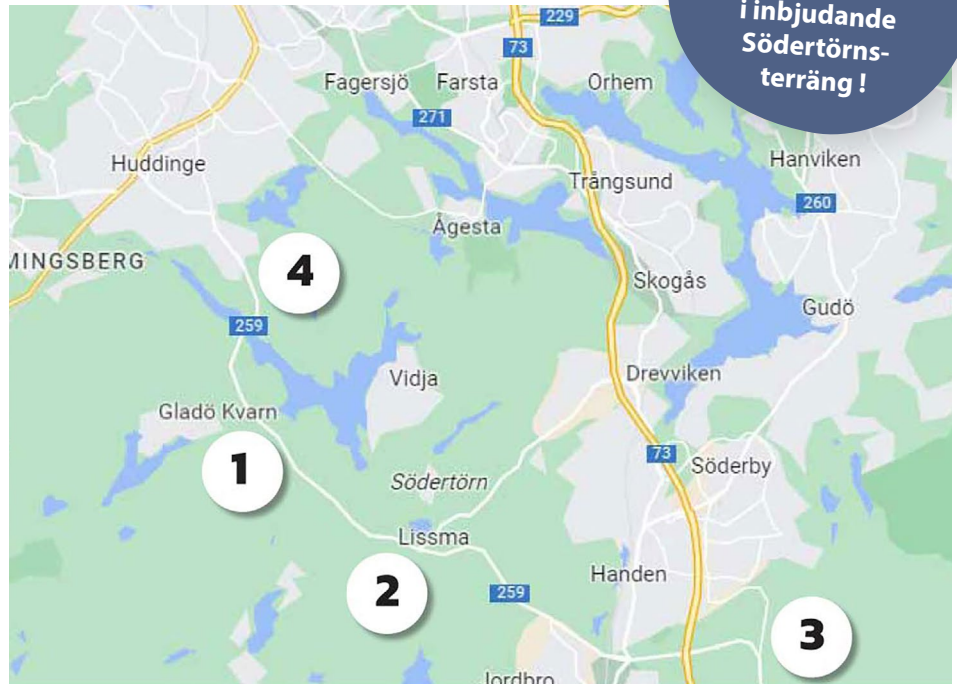 i inbjudande
Södertörns-
terräng !
229
73
Fagersjö
Farsta
Orhem
271
Huddinge
Hanviken
Trångsund
260
Ågesta
MINGSBERG
4
Skogås
Gudö
259
Vidja
Drevviken
Gladö Kvarn
1
73
Söderby
Södertörn
Lissma
2
259
Handen
3
Jordbro